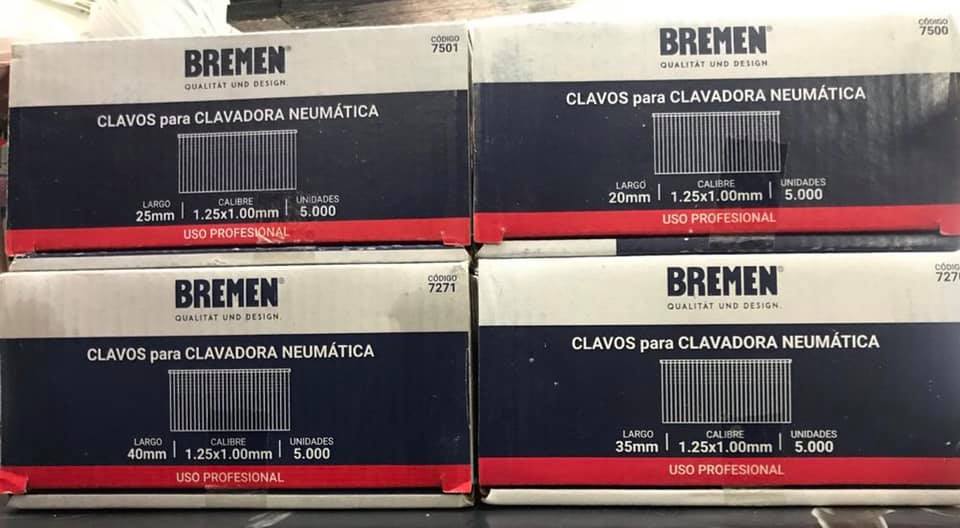 BREMEN®
QUALITÄT UND DESIGN.
CÓDIGO
7501
CLAVOS para CLAVADORA NEUMÁTICA
LARGO CALIBRE UNIDADES
25mm 1.25x1.00mm 5.000
USO PROFESIONAL
BREMEN®
QUALITÄT UND DESIGN.
CÓDIGO
7500
CLAVOS para CLAVADORA NEUMÁTICA
LARGO CALIBRE UNIDADES
20mm 1.25x1.00mm 5.000
USO PROFESIONAL
BREMEN®
QUALITÄT UND DESIGN.
CÓDIGO
7271
CLAVOS para CLAVADORA NEUMÁTICA
LARGO CALIBRE UNIDADES
40mm 1.25x1.00mm 5.000
USO PROFESIONAL
BREMEN®
QUALITÄT UND DESIGN.
CÓDIGO
CLAVOS para CLAVADORA NEUMÁTICA
LARGO CALIBRE UNIDADES
35mm 1.25x1.00mm 5.000
USO PROFESIONAL